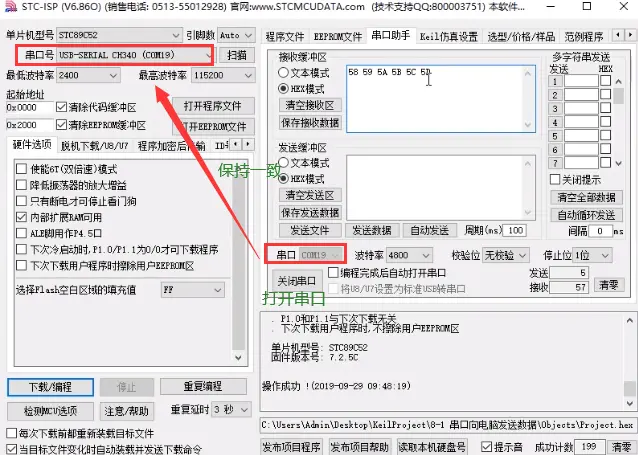 STC-ISP (V6.86O) (销售电话: 0513-55012928) 官网:www.STCMCUDATA.com (技术支持QQ:800003751) 本软件...
单片机型号 STC89C52 引脚数 Auto
串口号 USB-SERIAL CH340 (COM19) 扫描
最低波特率 2400 最高波特率 115200
起始地址
0x0000 清除代码缓冲区 打开程序文件
0x2000 清除EEPROM缓冲区 打开EEPROM文件
硬件选项 脱机下载/U8/U7 程序加密后传输 ID号
使能6T(双倍速)模式
降低振荡器的放大增益
只有断电才可停止看门狗
内部扩展RAM可用
ALE脚用作P4.5口
下次冷启动时,P1.0/P1.1为0/0才可下载程序
下次下载用户程序时擦除用户EEPROM区
选择Flash空白区域的填充值 FF
保持一致
打开串口
下载/编程 停止 重复编程
检测MCU选项 注意/帮助 重复延时 3 秒
每次下载前都重新装载目标文件
当目标文件变化时自动装载并发送下载命令
程序文件 EEPROM文件 串口助手 Keil仿真设置 选型/价格/样品 范例程序
接收缓冲区
文本模式
HEX模式
清空接收区
保存接收数据
58 59 5A 5B 5C 5D
发送缓冲区
文本模式
HEX模式
清空发送区
保存发送数据
发送文件 发送数据 自动发送 周期(ms) 100
多字符串发送
发送 HEX
1
2
3
4
5
6
7
关闭提示
清空全部数据
自动循环发送
间隔 0 ms
串口 COM19 波特率 4800 校验位 无校验 停止位 1位
关闭串口 编程完成后自动打开串口 发送 5
将U8/U7设置为标准USB转串口 接收 57 清零
. P1.0和P1.1与下次下载无关
. 下次下载用户程序时,不擦除用户EEPROM区
单片机型号: STC89C52
固件版本号: 7.2.5C
操作成功 !(2019-09-29 09:48:19)
C:\Users\Admin\Desktop\KeilProject\8-1 串口向电脑发送数据\Objects\Project.hex
发布项目程序 发布项目帮助 读取本机硬盘号 提示音 成功计数 199 清零